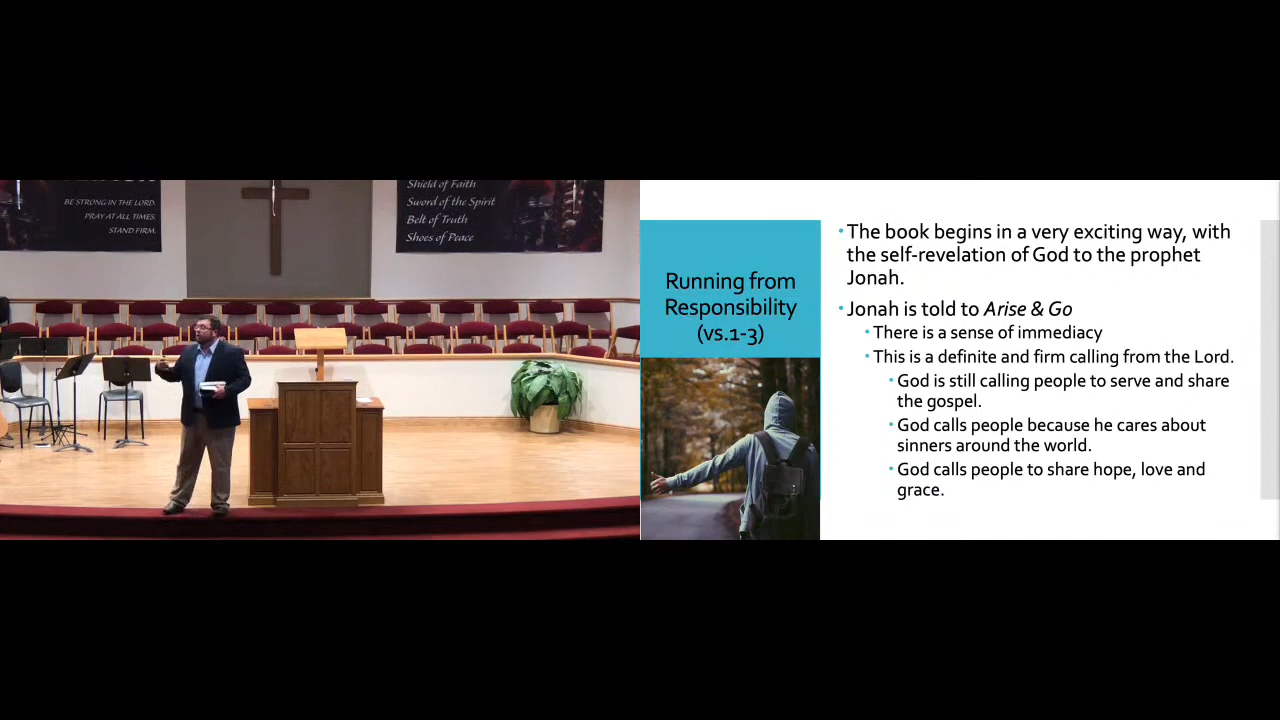 BE STRONG IN THE LORD.
PRAY AT ALL TIMES.
STAND FIRM.
Shield of Faith
Sword of the Spirit
Belt of Truth
Shoes of Peace
Running from
Responsibility
(vs.1-3)
•The book begins in a very exciting way, with
the self-revelation of God to the prophet
Jonah.
•Jonah is told to Arise & Go
•There is a sense of immediacy
•This is a definite and firm calling from the Lord.
•God is still calling people to serve and share
the gospel.
•God calls people because he cares about
sinners around the world.
•God calls people to share hope, love and
grace.